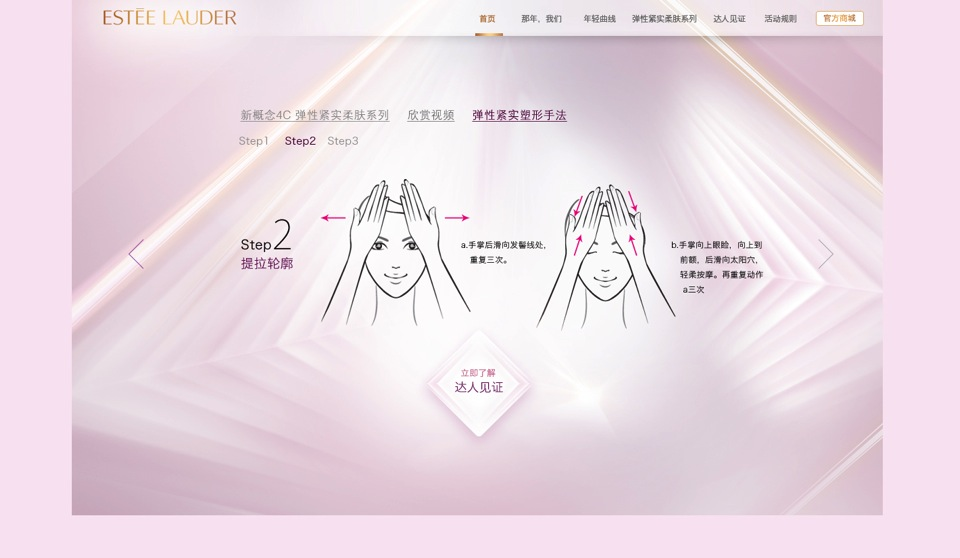 ESTĒE LAUDER
首页 那年，我们 年轻曲线 弹性紧实柔肤系列 达人见证 活动规则 官方商城
新概念4C 弹性紧实柔肤系列 欣赏视频 弹性紧实塑形手法
Step1 Step2 Step3
Step2
提拉轮廓
a.手掌后滑向发鬓线处,
重复三次。
b.手掌向上眼睑，向上到
前额，后滑向太阳穴，
轻柔按摩。再重复动作
a三次
立即了解
达人见证